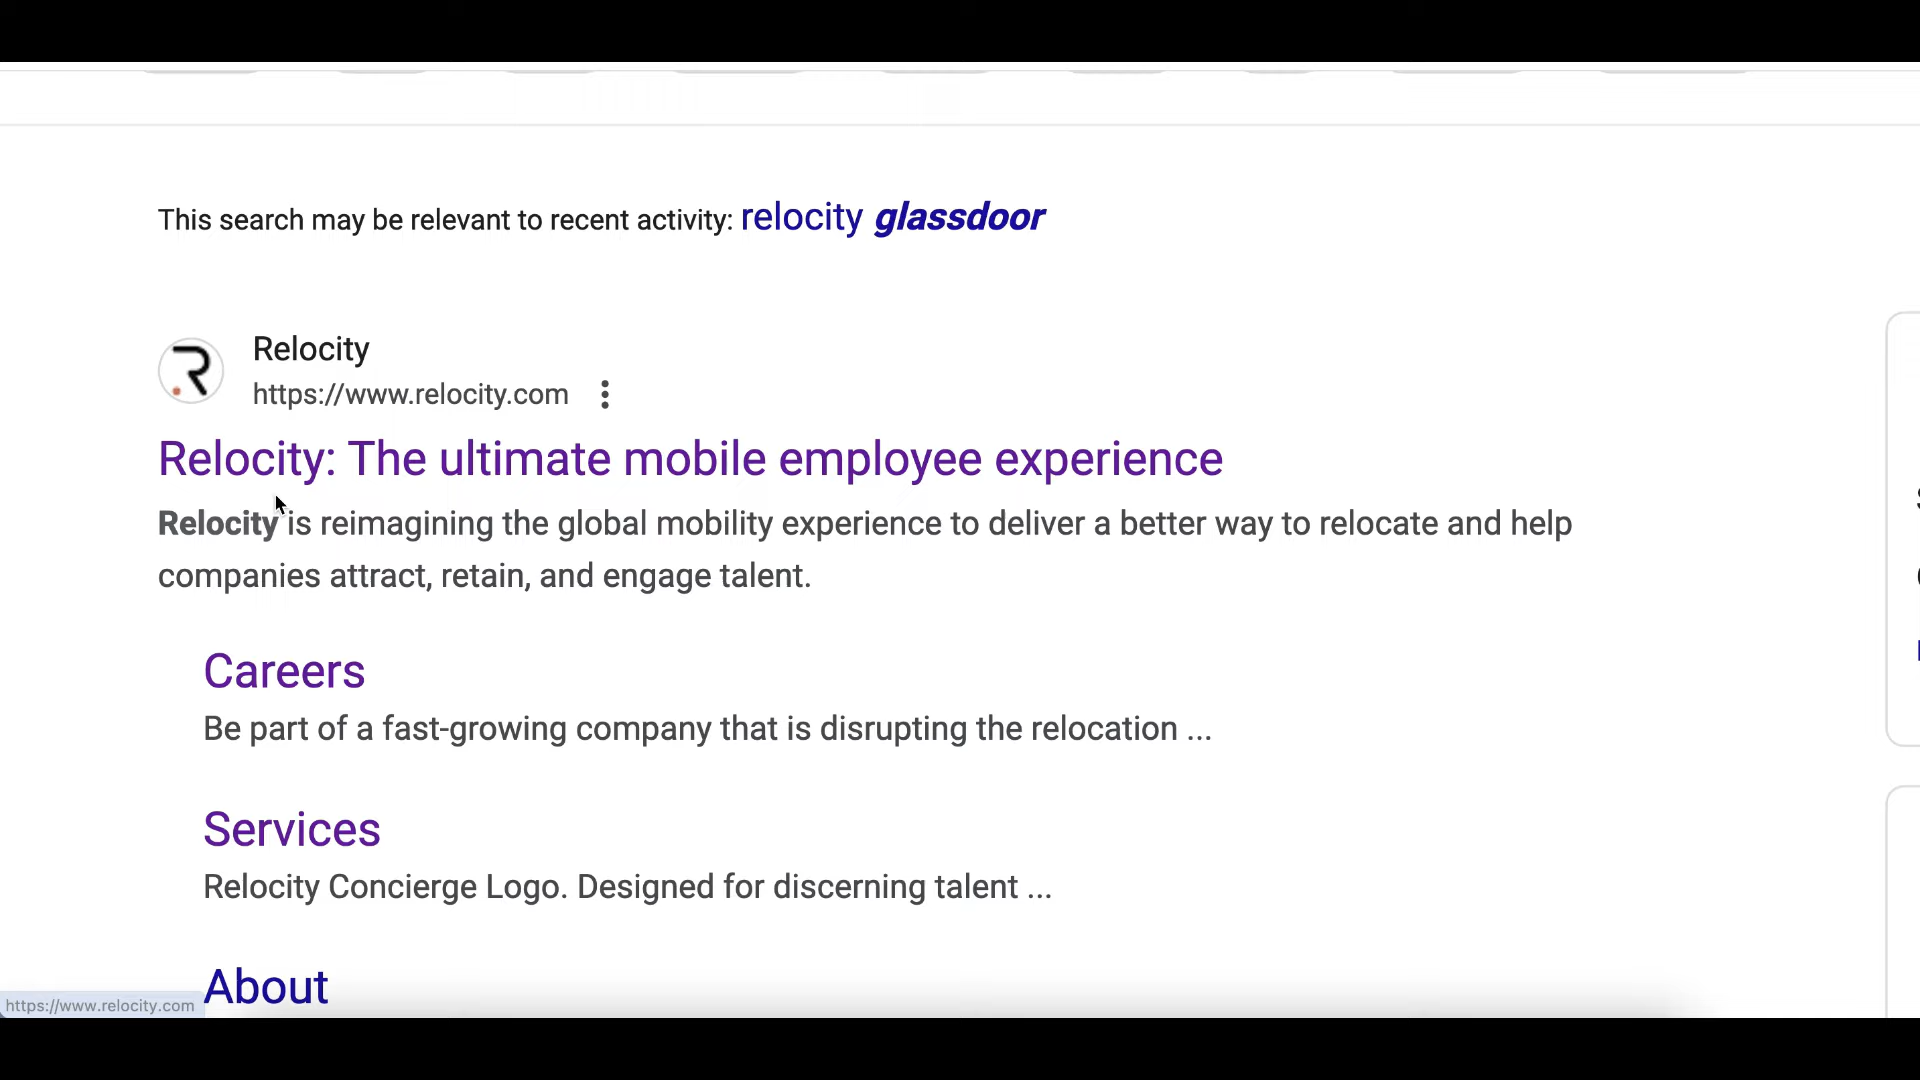 This search may be relevant to recent activity: relocity glassdoor
Relocity
https://www.relocity.com
Relocity: The ultimate mobile employee experience
Relocity is reimagining the global mobility experience to deliver a better way to relocate and help
companies attract, retain, and engage talent.
Careers
Be part of a fast-growing company that is disrupting the relocation ...
Services
Relocity Concierge Logo. Designed for discerning talent ...
About
https://www.relocity.com